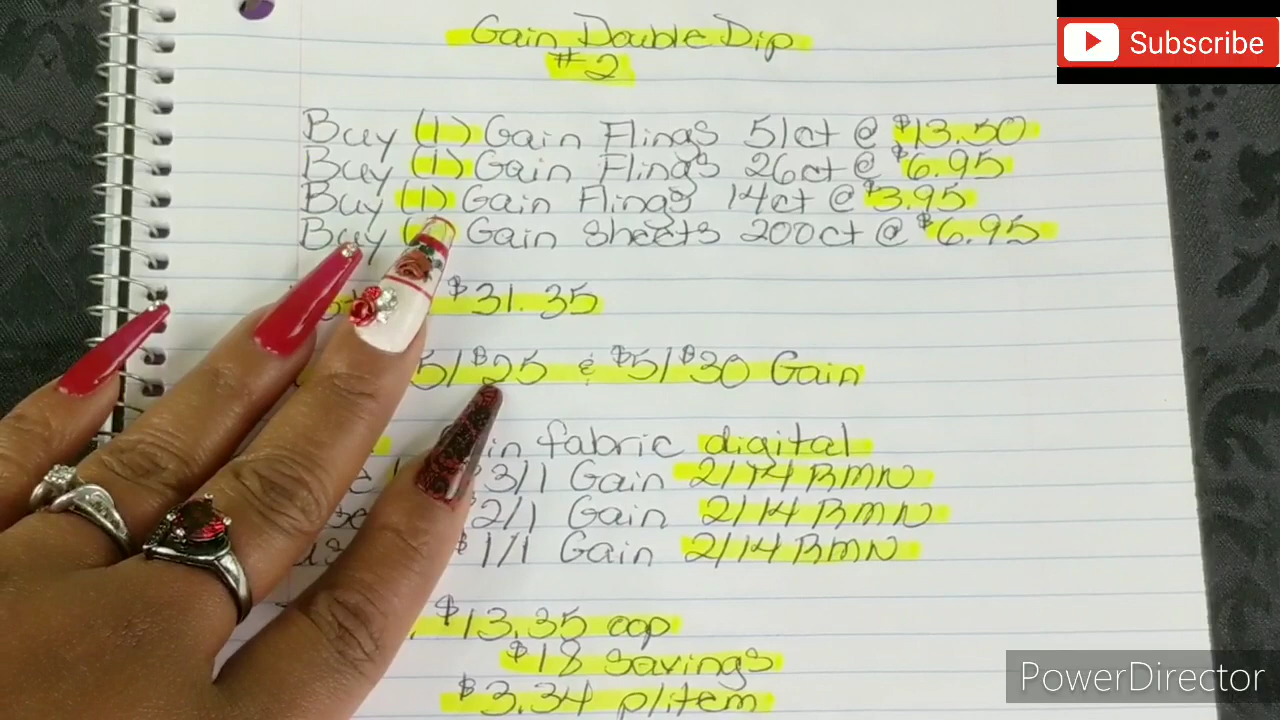 Gain Double Dip
#2
Subscribe
Buy (1) Gain Flings 51ct @ $13.50
Buy (1) Gain Flings 26ct @ $6.95
Buy (1) Gain Flings 14ct @ $3.95
Buy Gain Sheets 200ct @ $6.95
$31.35
5/$25 & $5/$30 Gain
fabric digital
$3/1 Gain 2/14 RMN
$2/1 Gain 2/14 RMN
$1/1 Gain 2/14 RMN
$13.35 oop
$18 savings
$3.34 p/item
PowerDirector